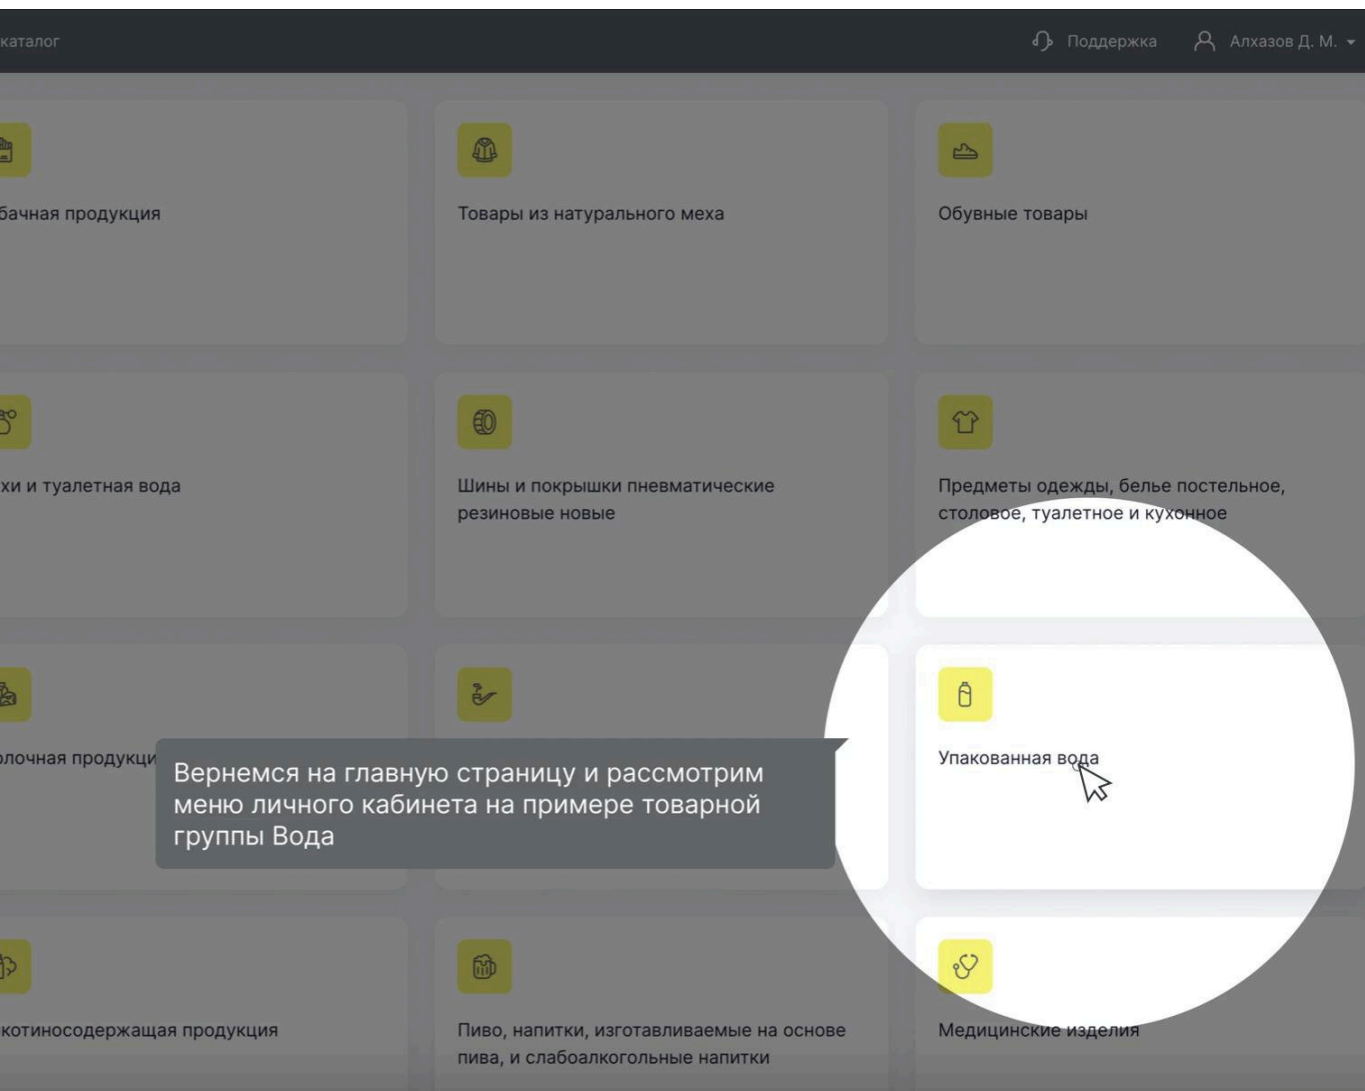 каталог
Поддержка
Алхазов Д. М.
бачная продукция
Товары из натурального меха
Обувные товары
хи и туалетная вода
Шины и покрышки пневматические
резиновые новые
Предметы одежды, белье постельное,
столовое, туалетное и кухонное
лочная продукци
Упакованная вода
Вернемся на главную страницу и рассмотрим
меню личного кабинета на примере товарной
группы Вода
котиносодержащая продукция
Пиво, напитки, изготавливаемые на основе
пива, и слабоалкогольные напитки
Медицинские изделия